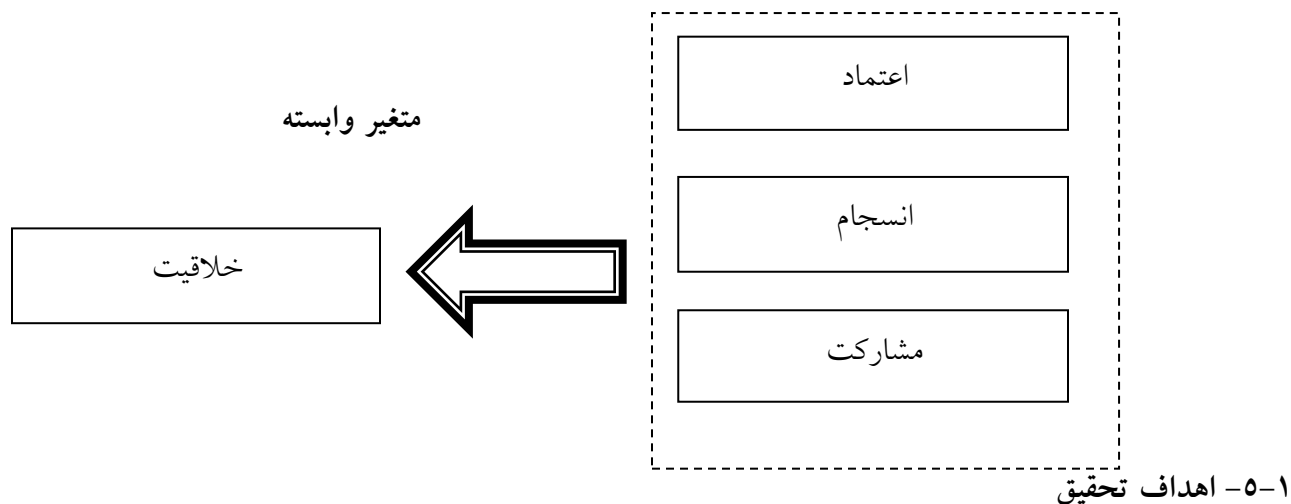 اعتماد
متغیر وابسته
انسجام
خلاقیت
مشارکت
۱-۵- اهداف تحقیق